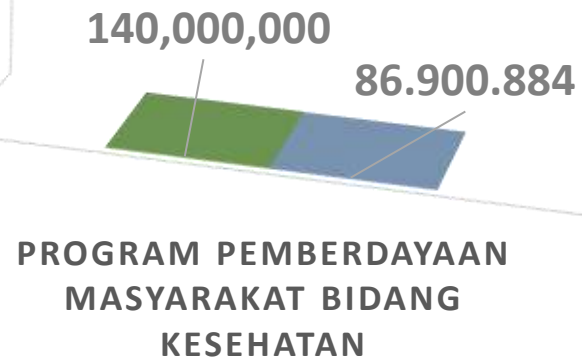 140,000,000
86.900.884
PROGRAM PEMBERDAYAAN
MASYARAKAT BIDANG
KESEHATAN